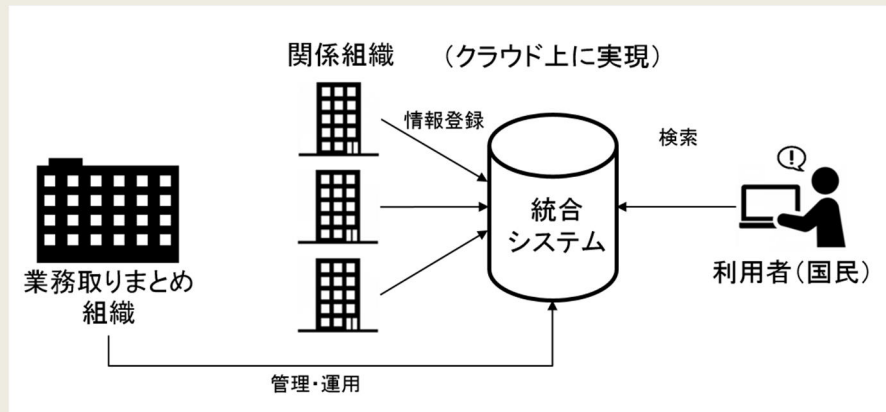 関係組織
(クラウド上に実現)
情報登録
検索
統合
システム
業務取りまとめ
組織
利用者(国民)
管理・運用